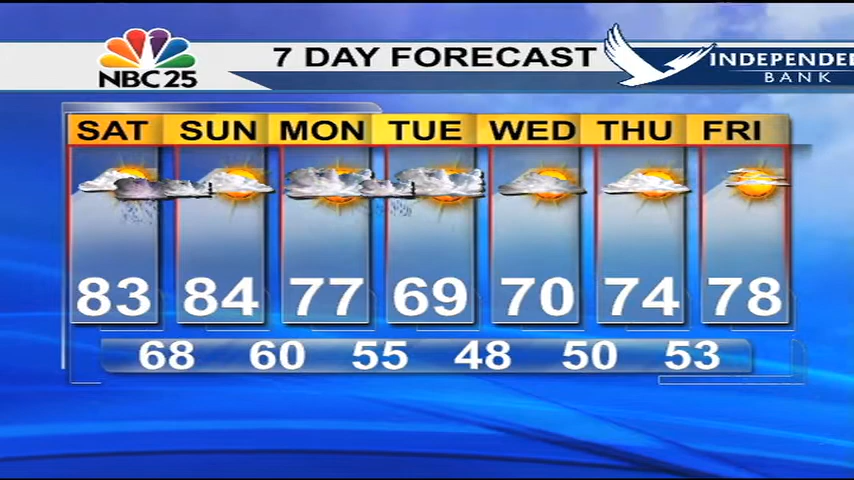 7 DAY FORECAST
NBC25
INDEPENDEN
BANK
SAT SUN MON TUE WED THU FRI
83 84 77 69 70 74 78
68 60 55 48 50 53